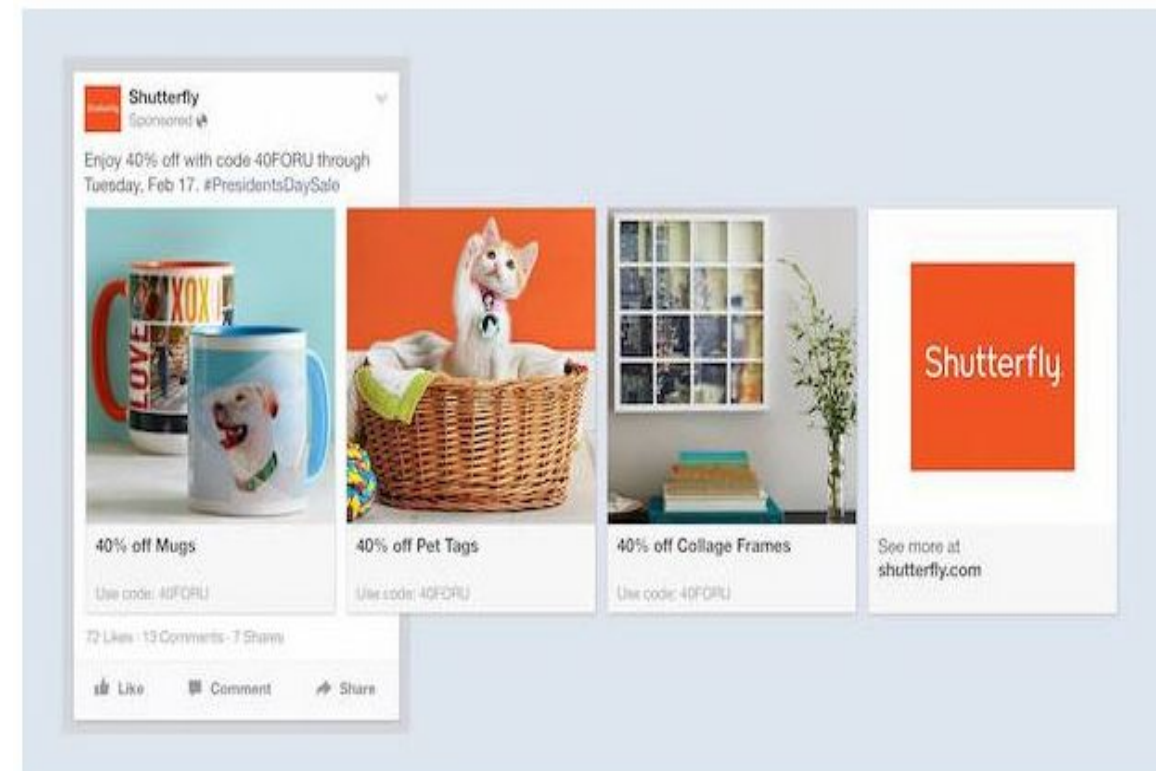 Shutterfly
Sponsored
Enjoy 40% off with code 40FORU through
Tuesday, Feb 17. #PresidentsDaySale
XOX
LOVE
Shutterfly
40% off Mugs
Use code: 40FORU
40% off Pet Tags
Use code: 40FORU
40% off Collage Frames
Use code: 40FORU
See more at
shutterfly.com
72 Likes · 13 Comments · 7 Shares
Like Comment Share